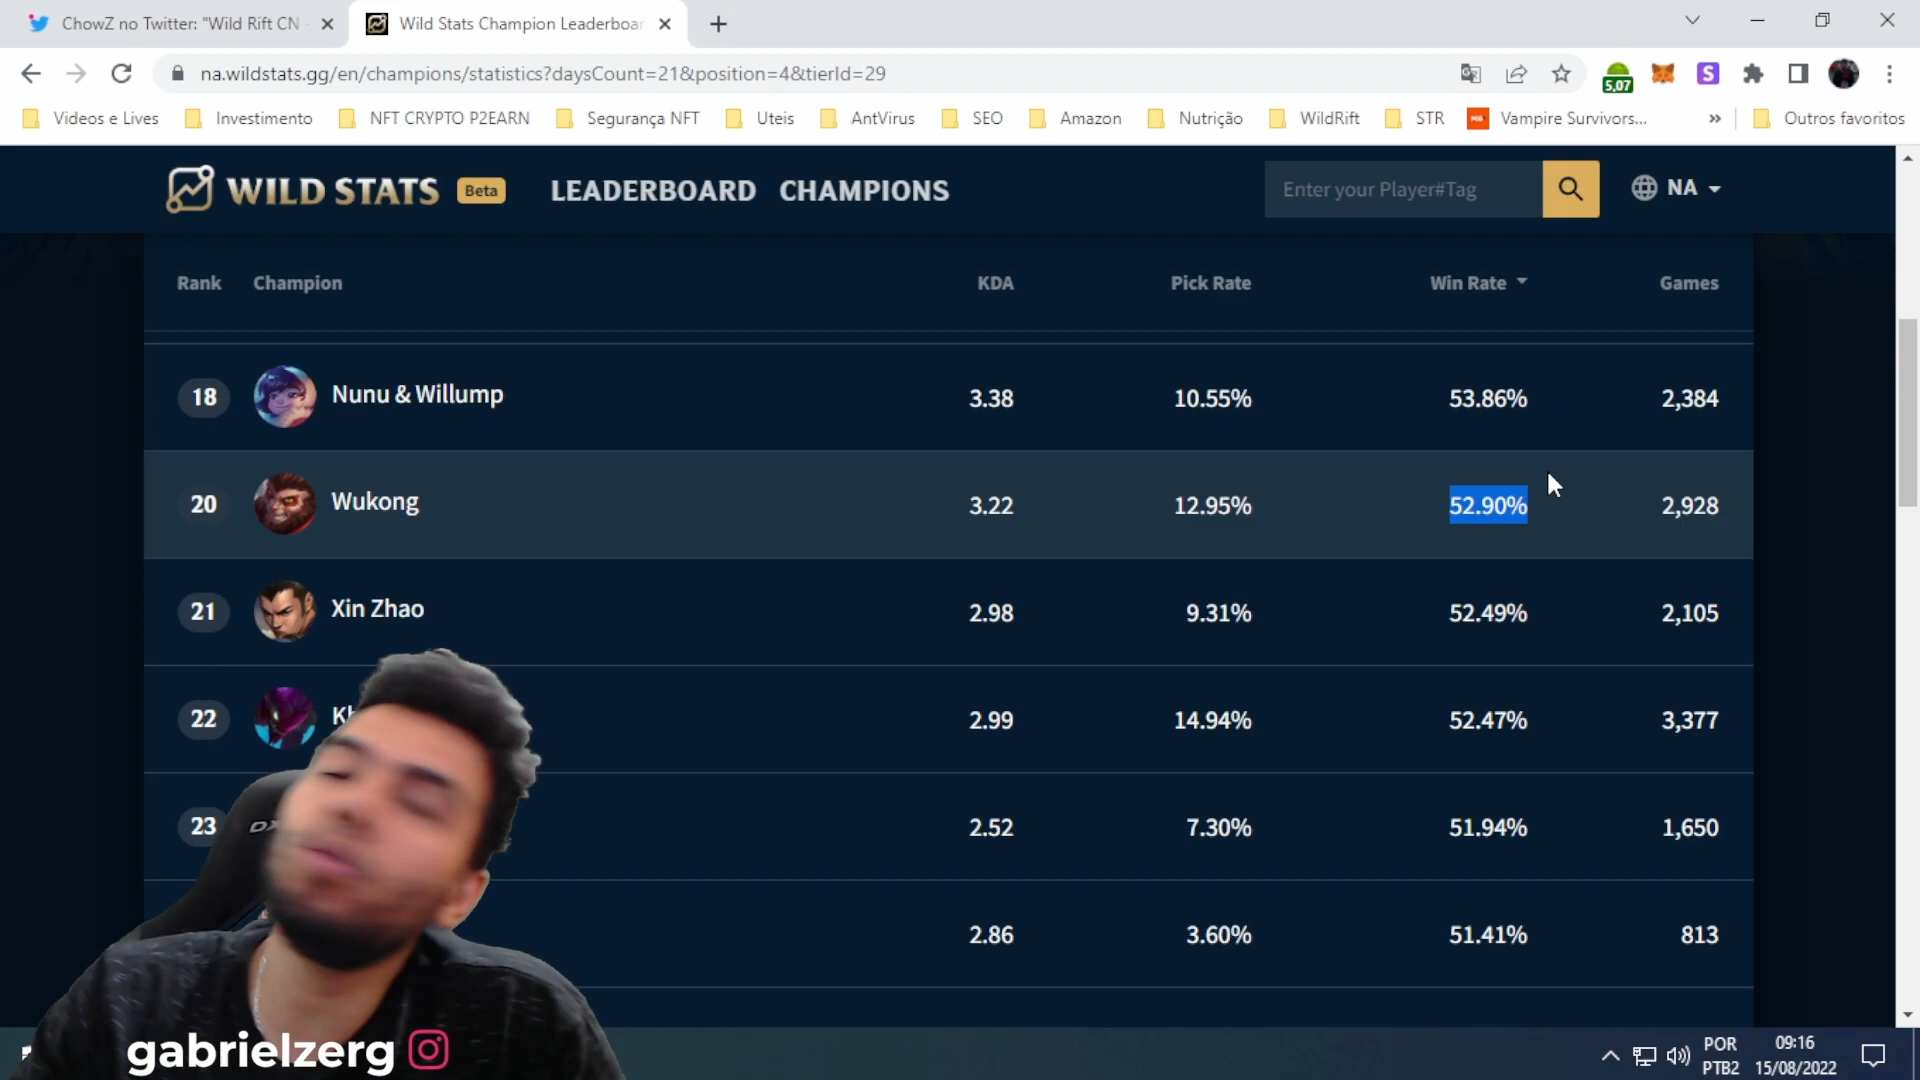 ChowZ no Twitter: "Wild Rift CN
Wild Stats Champion Leaderboar
na.wildstats.gg/en/champions/statistics?daysCount=21&position=4&tierId=29
5,07
S
Videos e Lives
Investimento
NFT CRYPTO P2EARN
Segurança NFT
Uteis
AntVirus
SEO
Amazon
Nutrição
WildRift
STR
Vampire Survivors...
»
Outros favoritos
WILD STATS Beta
LEADERBOARD
CHAMPIONS
Enter your Player#Tag
NA
Rank Champion KDA Pick Rate Win Rate Games
18 Nunu & Willump 3.38 10.55% 53.86% 2,384
20 Wukong 3.22 12.95% 52.90% 2,928
21 Xin Zhao 2.98 9.31% 52.49% 2,105
22 Kh 2.99 14.94% 52.47% 3,377
23 2.52 7.30% 51.94% 1,650
2.86 3.60% 51.41% 813
DX
gabrielzerg
POR
PTB2
09:16
15/08/2022